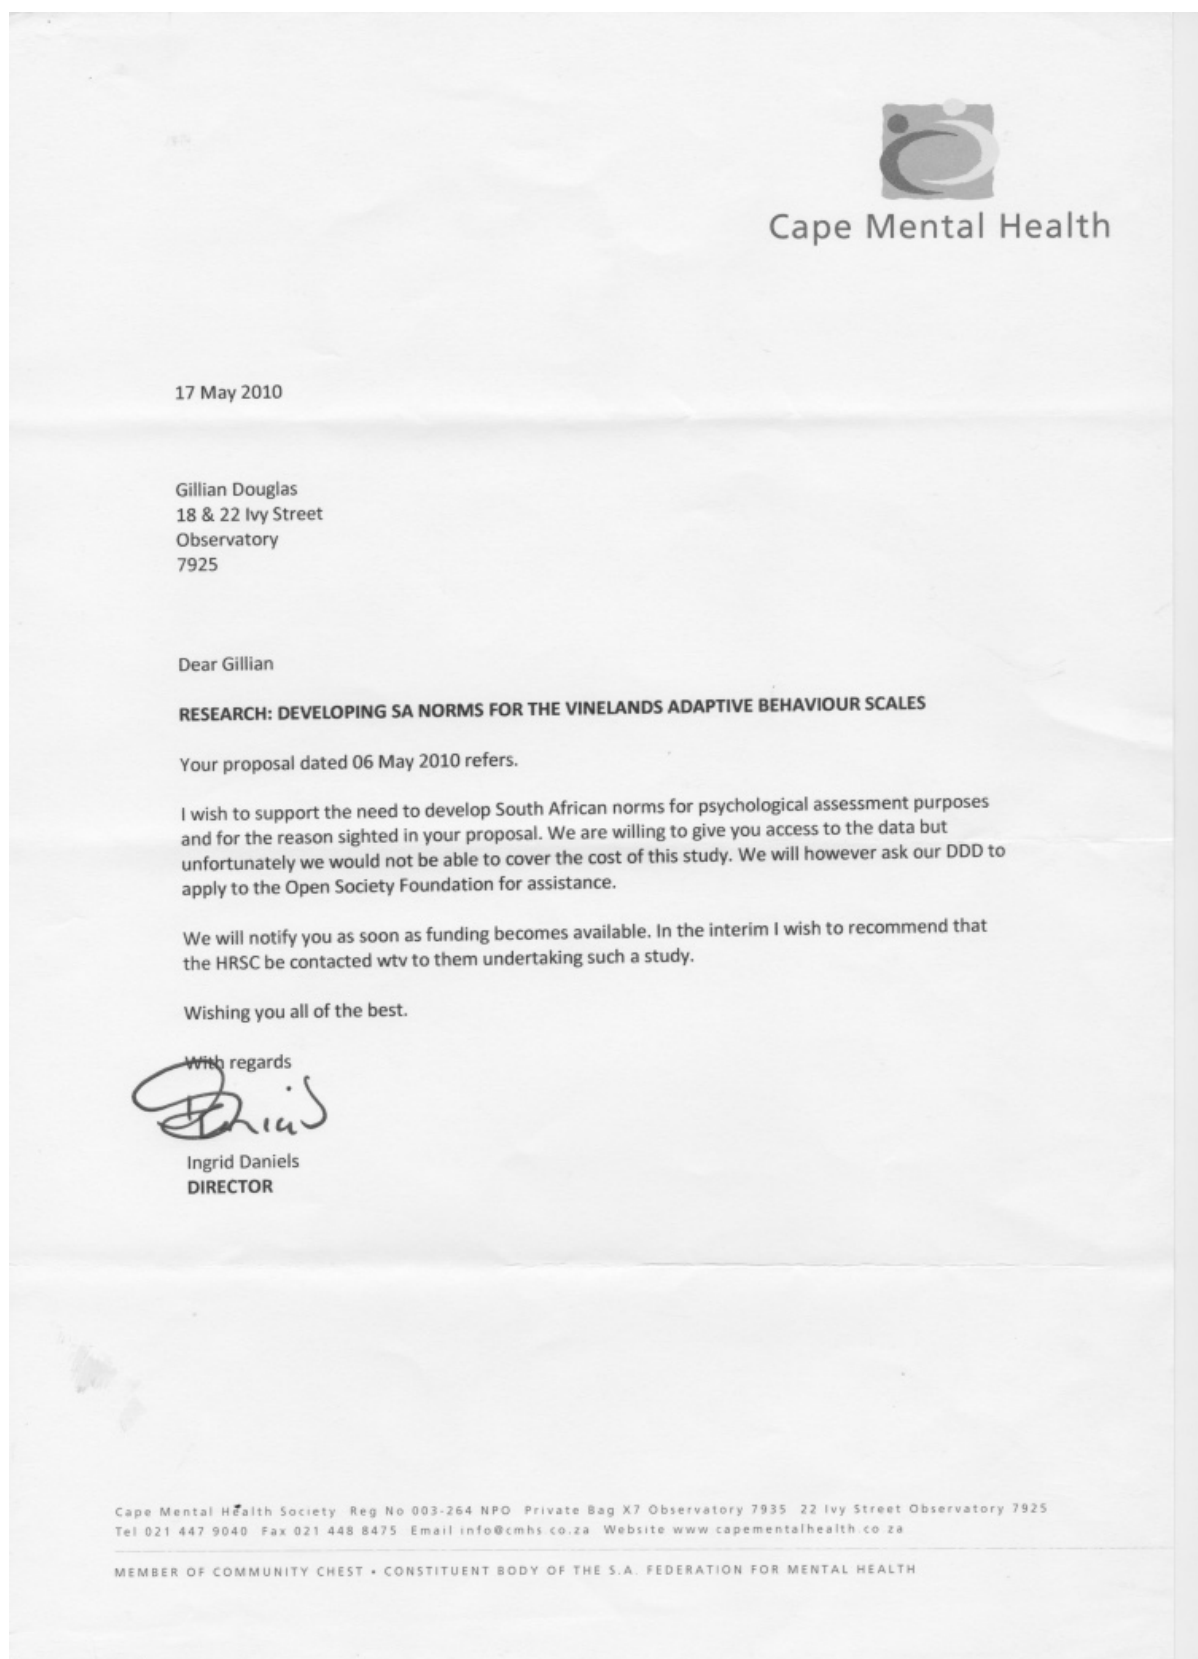 Cape Mental Health
17 May 2010
Gillian Douglas
18 & 22 Ivy Street
Observatory
7925
Dear Gillian
RESEARCH: DEVELOPING SA NORMS FOR THE VINELANDS ADAPTIVE BEHAVIOUR SCALES
Your proposal dated 06 May 2010 refers.
I wish to support the need to develop South African norms for psychological assessment purposes
and for the reason sighted in your proposal. We are willing to give you access to the data but
unfortunately we would not be able to cover the cost of this study. We will however ask our DDD to
apply to the Open Society Foundation for assistance.
We will notify you as soon as funding becomes available. In the interim I wish to recommend that
the HRSC be contacted wtv to them undertaking such a study.
Wishing you all of the best.
With regards
Ingrid Daniels
DIRECTOR
Cape Mental Health Society Reg No 003-264 NPO Private Bag X7 Observatory 7935 22 Ivy Street Observatory 7925
Tel 021 447 9040 Fax 021 448 8475 Email info@cmhs.co.za Website www capementalhealth.co za
MEMBER OF COMMUNITY CHEST • CONSTITUENT BODY OF THE S.A. FEDERATION FOR MENTAL HEALTH